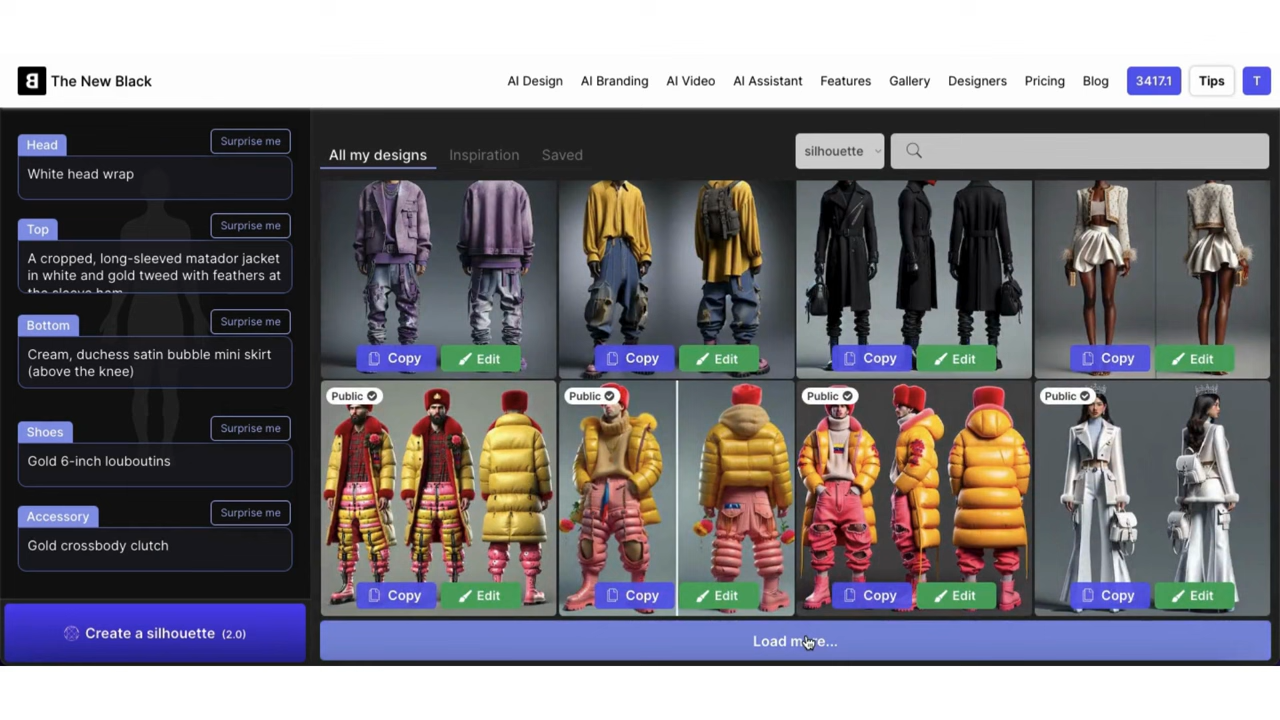 B The New Black
AI Design AI Branding AI Video AI Assistant Features Gallery Designers Pricing Blog 3417.1 Tips T
Head Surprise me
White head wrap
Top Surprise me
A cropped, long-sleeved matador jacket
in white and gold tweed with feathers at
the sleeve hem
Bottom Surprise me
Cream, duchess satin bubble mini skirt
(above the knee)
Shoes Surprise me
Gold 6-inch louboutins
Accessory Surprise me
Gold crossbody clutch
Create a silhouette (2.0)
All my designs Inspiration Saved silhouette
Copy Edit Copy Edit Copy Edit Copy Edit
Public Public Public Public
Copy Edit Copy Edit Copy Edit Copy Edit
Load more...